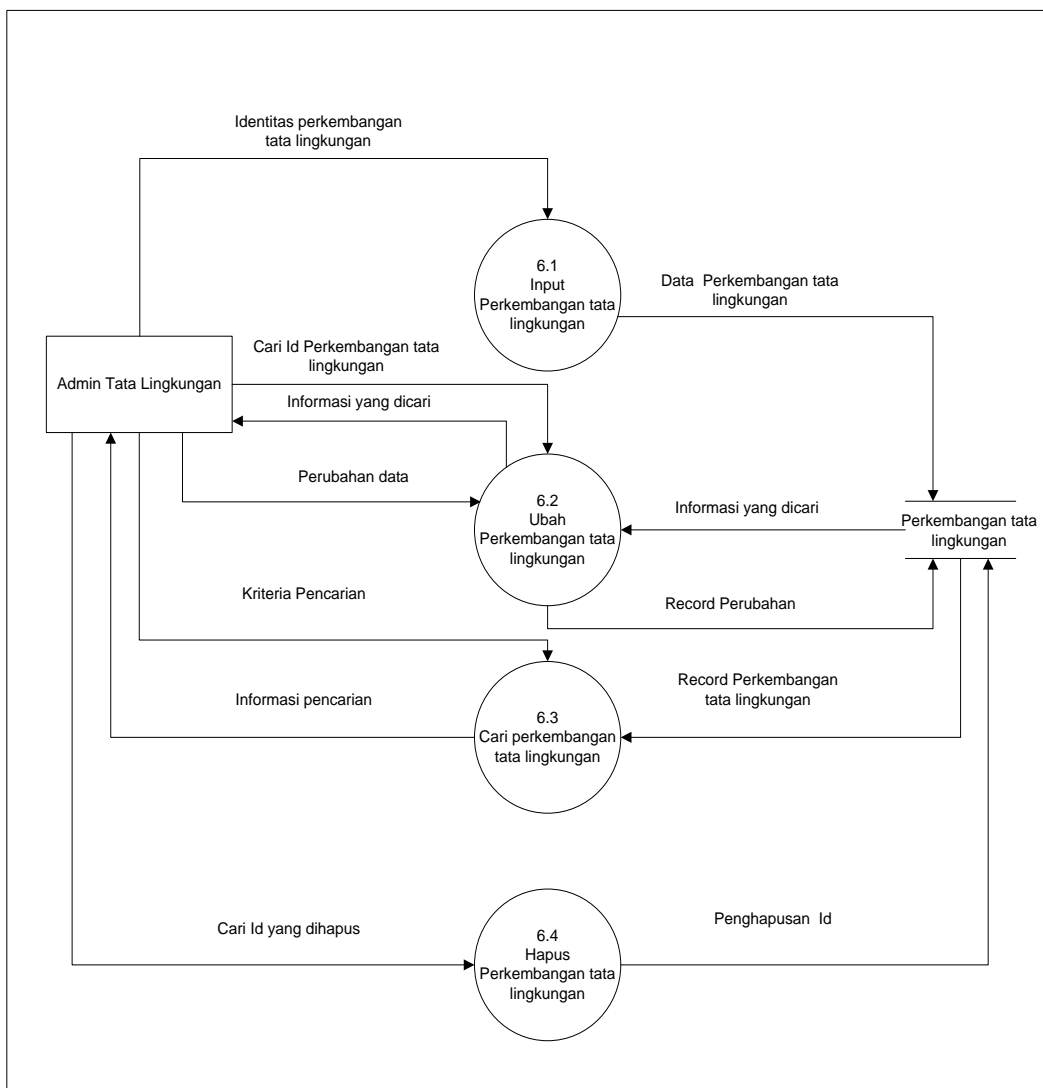 Identitas perkembangan
tata lingkungan
6.1
Input
Perkembangan tata
lingkungan
Data  Perkembangan tata
lingkungan
Admin Tata Lingkungan
Cari Id Perkembangan tata
lingkungan
Informasi yang dicari
Perubahan data
6.2
Ubah
Perkembangan tata
lingkungan
Informasi yang dicari
Perkembangan tata
lingkungan
Record Perubahan
Kriteria Pencarian
Informasi pencarian
6.3
Cari perkembangan
tata lingkungan
Record Perkembangan
tata lingkungan
Cari Id yang dihapus
6.4
Hapus
Perkembangan tata
lingkungan
Penghapusan  Id